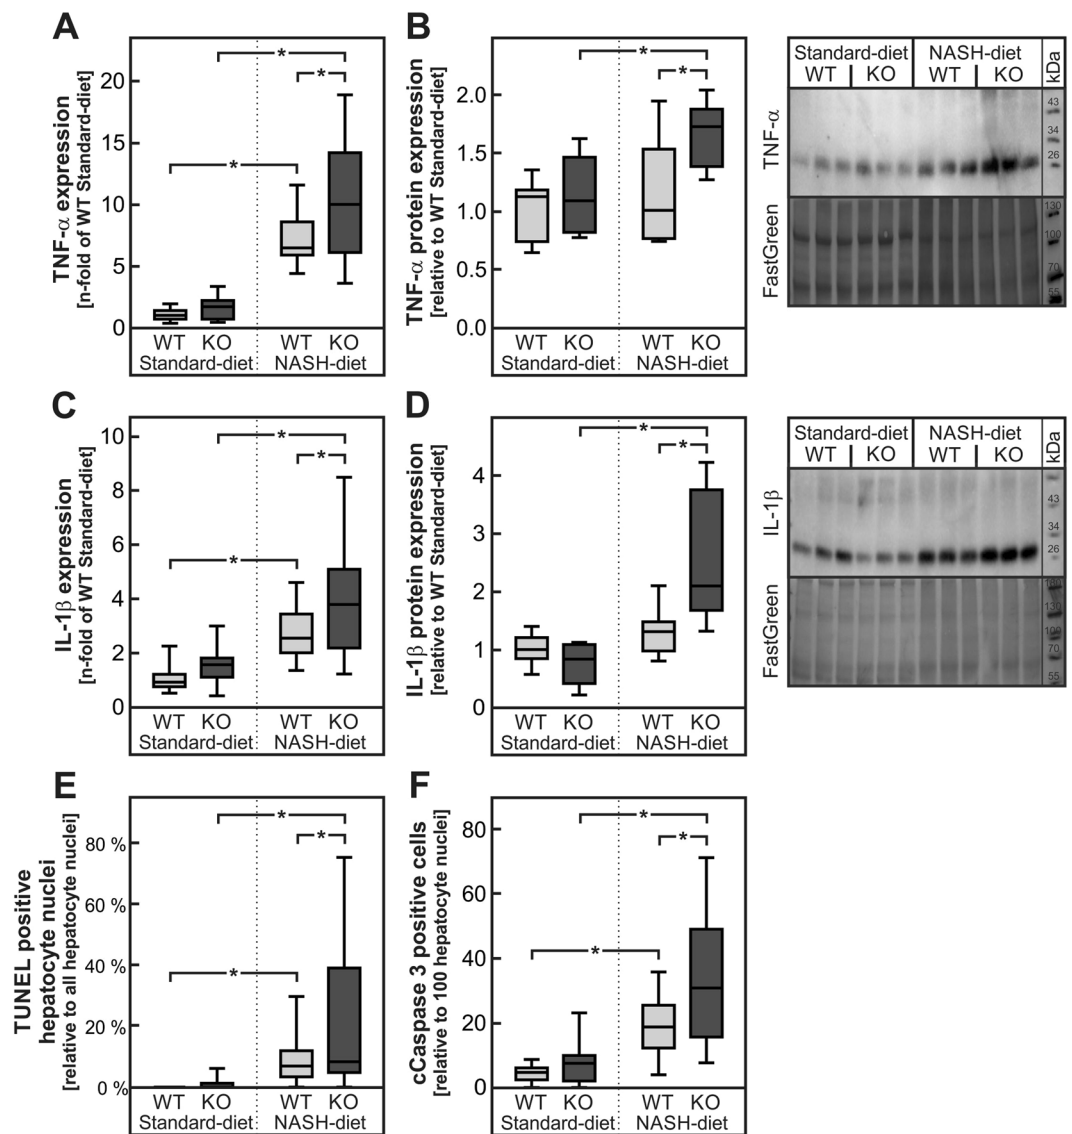 A
TNF-α expression
[n-fold of WT Standard-diet]
20
15
10
5
0
*
*
*
WT KO WT KO
Standard-diet NASH-diet
B
TNF-α protein expression
[relative to WT Standard-diet]
2.0
1.5
1.0
0.5
0.0
*
*
WT KO WT KO
Standard-diet NASH-diet
Standard-diet NASH-diet kDa
WT KO WT KO
TNF-α
43
34
26
FastGreen
130
100
70
55
C
IL-1β expression
[n-fold of WT Standard-diet]
10
8
6
4
2
0
*
*
*
WT KO WT KO
Standard-diet NASH-diet
D
IL-1β protein expression
[relative to WT Standard-diet]
4
3
2
1
0
*
*
WT KO WT KO
Standard-diet NASH-diet
Standard-diet NASH-diet kDa
WT KO WT KO
IL-1β
43
34
26
FastGreen
180
130
100
70
55
E
TUNEL positive
hepatocyte nuclei
[relative to all hepatocyte nuclei]
80 %
60 %
40 %
20 %
0 %
*
*
*
WT KO WT KO
Standard-diet NASH-diet
F
cCaspase 3 positive cells
[relative to 100 hepatocyte nuclei]
80
60
40
20
0
*
*
*
WT KO WT KO
Standard-diet NASH-diet